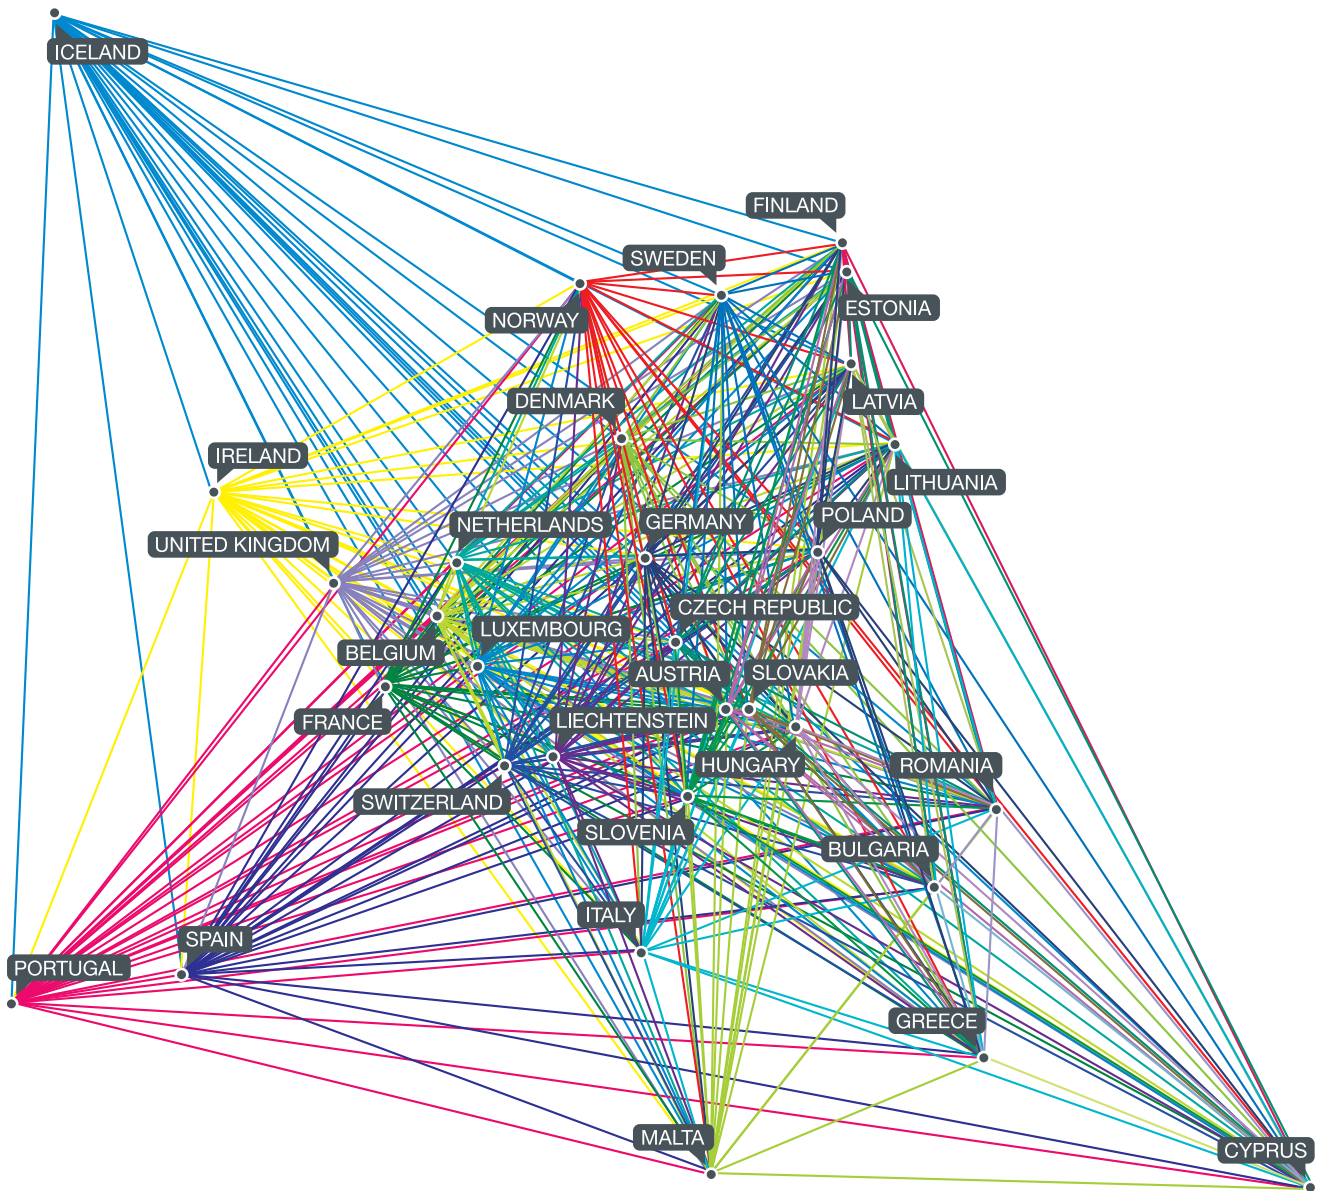 ICELAND
FINLAND
SWEDEN
ESTONIA
NORWAY
DENMARK
LATVIA
IRELAND
LITHUANIA
POLAND
GERMANY
NETHERLANDS
UNITED KINGDOM
CZECH REPUBLIC
LUXEMBOURG
BELGIUM
AUSTRIA
SLOVAKIA
LIECHTENSTEIN
FRANCE
HUNGARY
ROMANIA
SWITZERLAND
SLOVENIA
BULGARIA
ITALY
SPAIN
PORTUGAL
GREECE
MALTA
CYPRUS